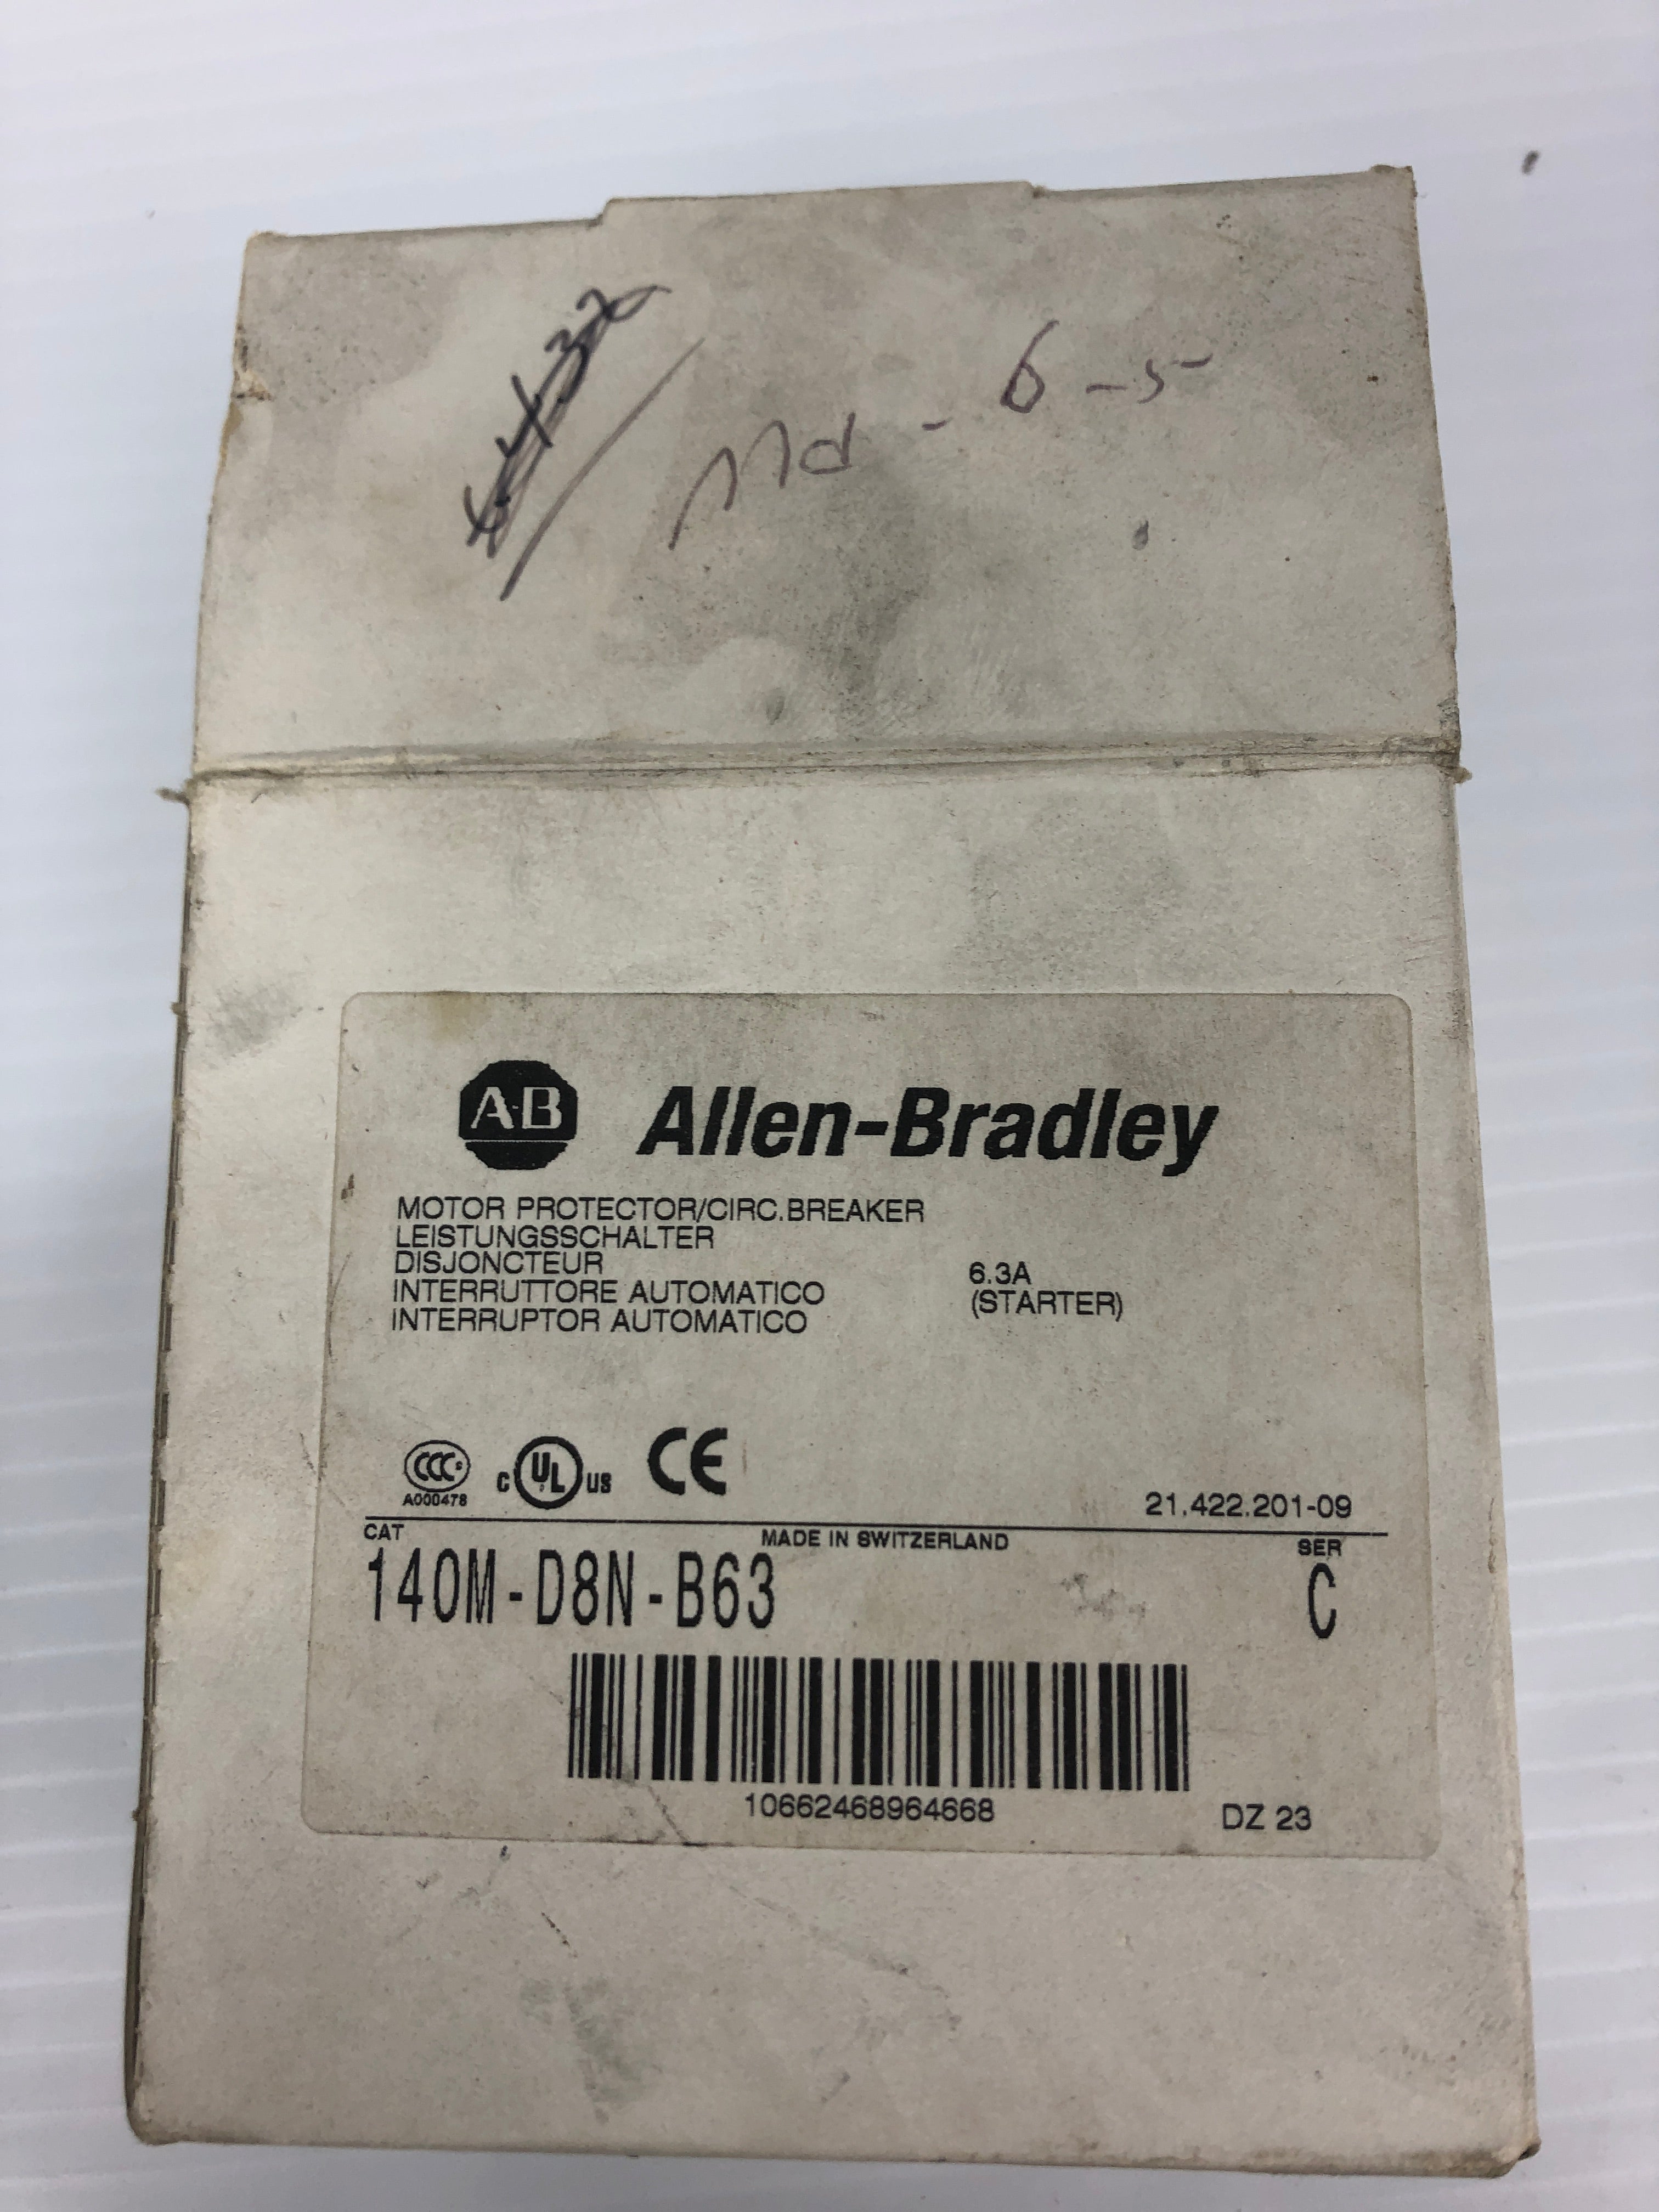 Md - 6 - 5
A-B
Allen-Bradley
MOTOR PROTECTOR/CIRC.BREAKER
LEISTUNGSSCHALTER
DISJONCTEUR
INTERRUTTORE AUTOMATICO
INTERRUPTOR AUTOMATICO
6.3A
(STARTER)
CCC
A000478
C UL US
CE
21.422.201-09
CAT
MADE IN SWITZERLAND
SER
140M-D8N-B63
C
10662468964668
DZ 23